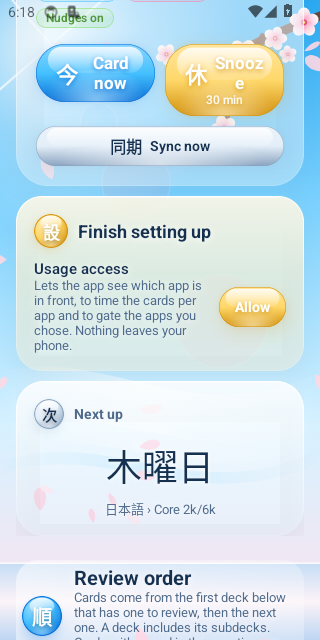 6:18
Nudges on
今 Card now
休 Snooz
e
30 min
同期 Sync now
設 Finish setting up
Usage access
Lets the app see which app is
in front, to time the cards per
app and to gate the apps you
chose. Nothing leaves your
phone.
Allow
次 Next up
木曜日
日本語 › Core 2k/6k
順
Review order
Cards come from the first deck below
that has one to review, then the next
one. A deck includes its subdecks.